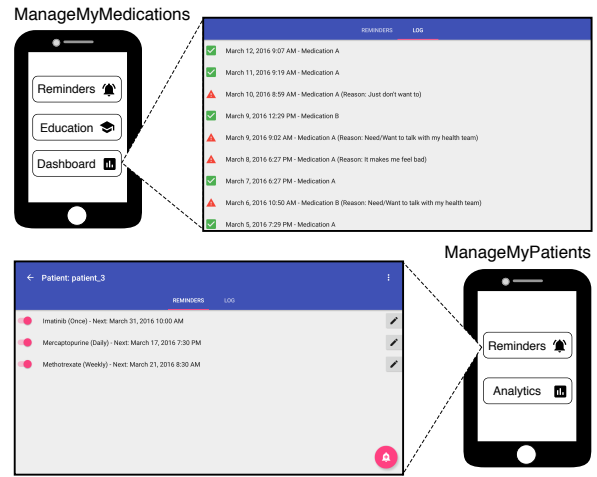 ManageMyMedications
Reminders
Education
Dashboard
REMINDERS LOG
March 12, 2016 9:07 AM - Medication A
March 11, 2016 9:19 AM - Medication A
March 10, 2016 8:59 AM - Medication A (Reason: Just don't want to)
March 9, 2016 12:29 PM - Medication B
March 9, 2016 9:02 AM - Medication A (Reason: Need/Want to talk with my health team)
March 8, 2016 6:27 PM - Medication A (Reason: It makes me feel bad)
March 7, 2016 6:27 PM - Medication A
March 6, 2016 10:50 AM - Medication B (Reason: Need/Want to talk with my health team)
March 5, 2016 7:29 PM - Medication A
ManageMyPatients
Patient: patient_3
REMINDERS LOG
Imatinib (Once) - Next: March 31, 2016 10:00 AM
Mercaptopurine (Daily) - Next: March 17, 2016 7:30 PM
Methotrexate (Weekly) - Next: March 21, 2016 8:30 AM
Reminders
Analytics